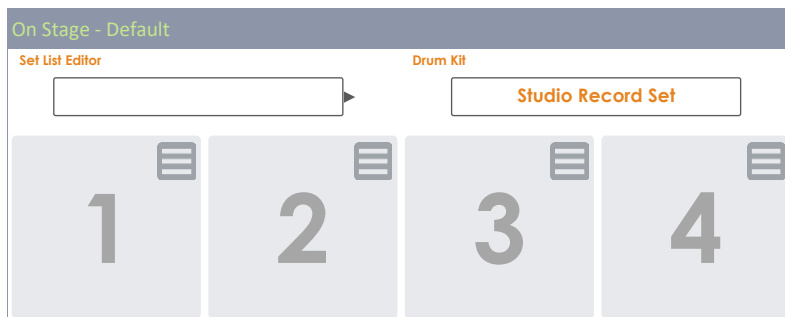 On Stage - Default
Set List Editor
Drum Kit
Studio Record Set
1
2
3
4